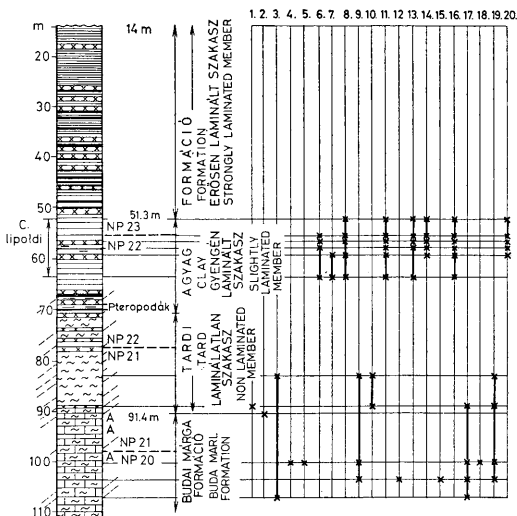 1. 2. 3. 4. 5. 6. 7. 8. 9. 10. 11. 12. 13. 14. 15. 16. 17. 18. 19. 20.
m
14 m
20
30
40
50
60
70
80
90
100
110
C.
lipoldi
51.3 m
NP 23
NP 22
Pteropodák
NP 22
NP 21
91.4 m
A
A
NP 21
A
NP 20
FORMÁCIÓ
FORMATION
ERŐSEN LAMINÁLT SZAKASZ
STRONGLY LAMINATED MEMBER
AGYAG
CLAY
GYENGÉN
LAMINÁLT
SZAKASZ
SLIGHTLY
LAMINATED
MEMBER
TARDI
TARD
LAMINÁLATLAN
SZAKASZ
NON LAMINATED
MEMBER
BUDAI MÁRGA
FORMÁCIÓ
BUDA MARL
FORMATION